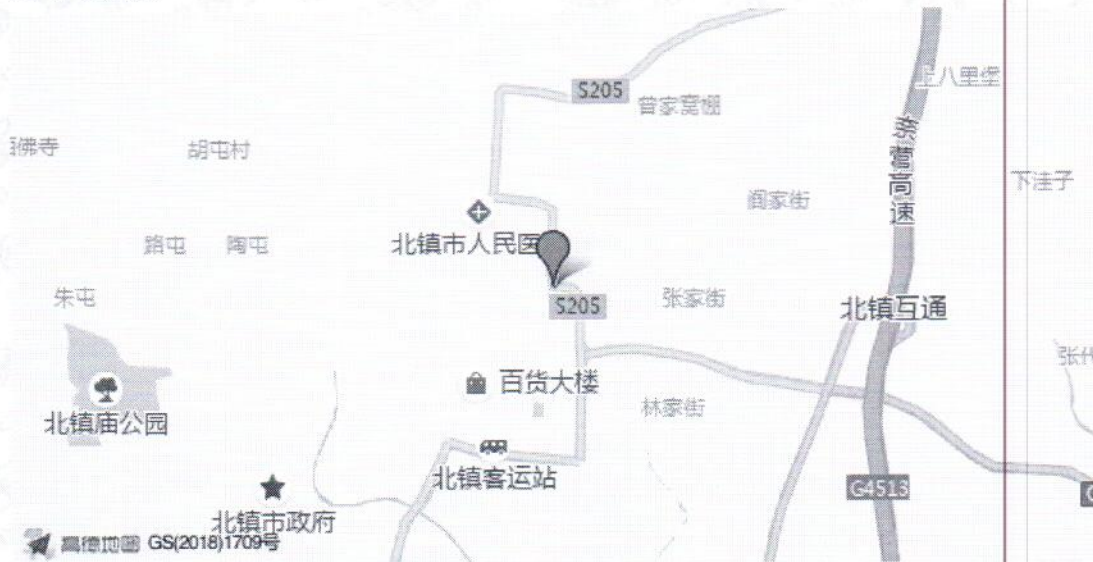 上八里堡
S205
曾家窝棚
奈营高速
佛寺
胡屯村
下洼子
阎家街
北镇市人民医
路屯
陶屯
朱屯
S205
张家街
北镇互通
张代
百货大楼
林家街
北镇庙公园
北镇客运站
G4513
北镇市政府
高德地图 GS(2018)1709号